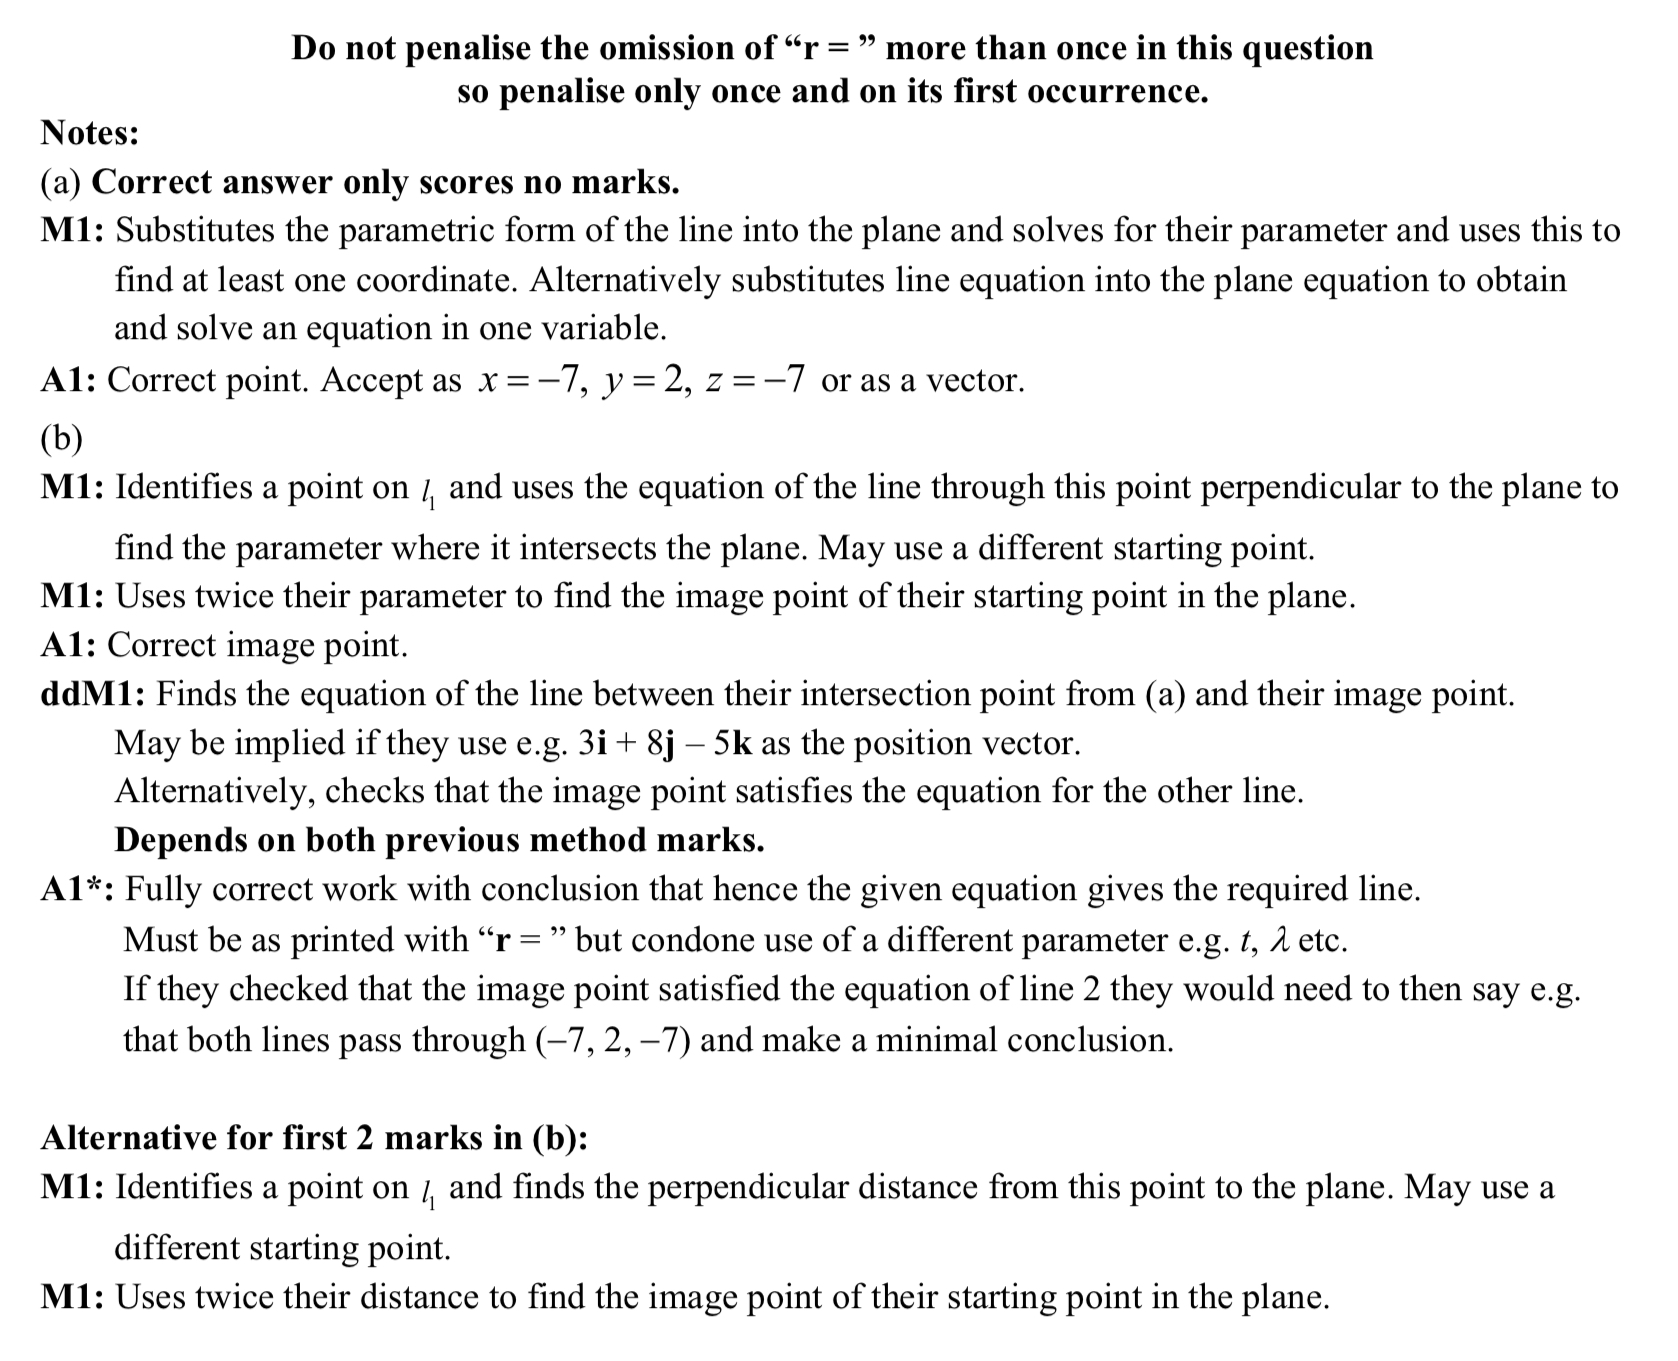 Do not penalise the omission of “r = ” more than once in this question
so penalise only once and on its first occurrence.
Notes:
(a) Correct answer only scores no marks.
M1: Substitutes the parametric form of the line into the plane and solves for their parameter and uses this to
find at least one coordinate. Alternatively substitutes line equation into the plane equation to obtain
and solve an equation in one variable.
A1: Correct point. Accept as x = −7, y = 2, z = −7 or as a vector.
(b)
M1: Identifies a point on l₁ and uses the equation of the line through this point perpendicular to the plane to
find the parameter where it intersects the plane. May use a different starting point.
M1: Uses twice their parameter to find the image point of their starting point in the plane.
A1: Correct image point.
ddM1: Finds the equation of the line between their intersection point from (a) and their image point.
May be implied if they use e.g. 3i + 8j – 5k as the position vector.
Alternatively, checks that the image point satisfies the equation for the other line.
Depends on both previous method marks.
A1*: Fully correct work with conclusion that hence the given equation gives the required line.
Must be as printed with “r = ” but condone use of a different parameter e.g. t, λ etc.
If they checked that the image point satisfied the equation of line 2 they would need to then say e.g.
that both lines pass through (−7, 2, −7) and make a minimal conclusion.
Alternative for first 2 marks in (b):
M1: Identifies a point on l₁ and finds the perpendicular distance from this point to the plane. May use a
different starting point.
M1: Uses twice their distance to find the image point of their starting point in the plane.